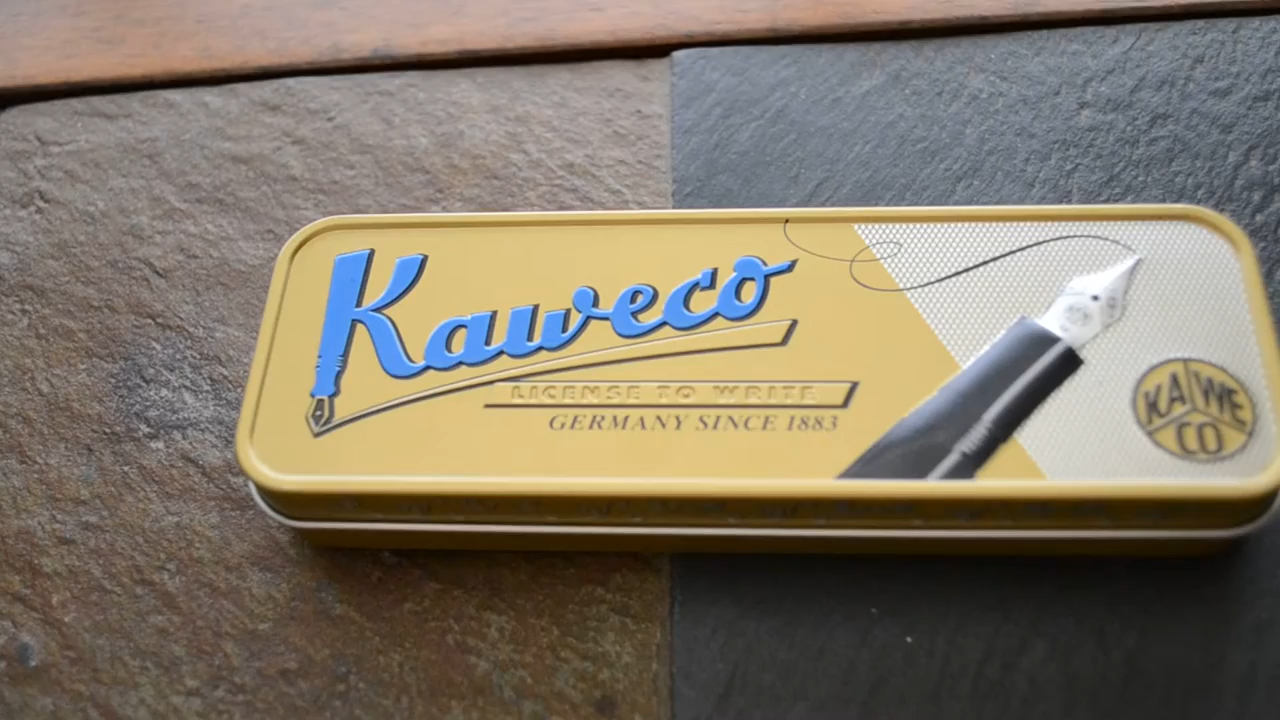 Kaweco
LICENSE TO WRITE
GERMANY SINCE 1883
KA WE
CO